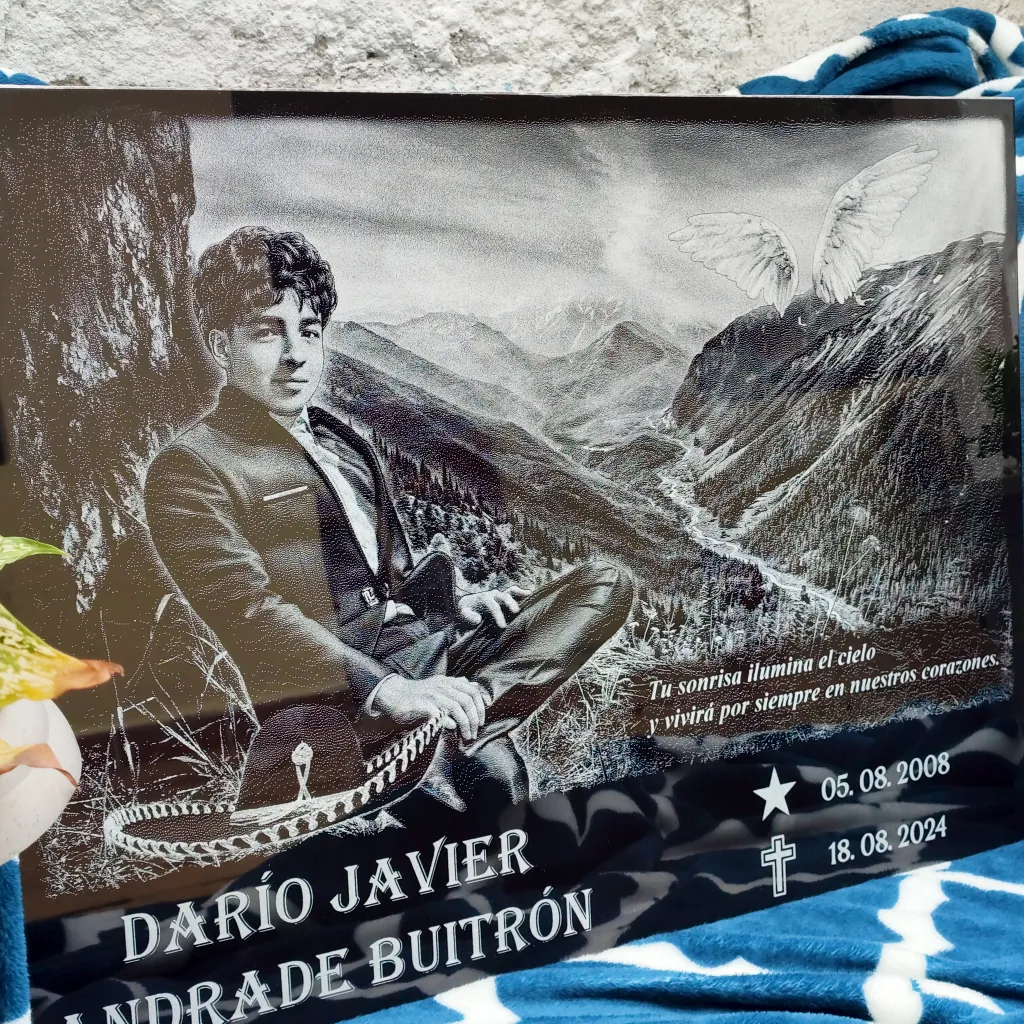 Tu sonrisa ilumina el cielo
y vivirá por siempre en nuestros corazones.
05. 08. 2008
18. 08. 2024
DARÍO JAVIER
ANDRADE BUITRÓN